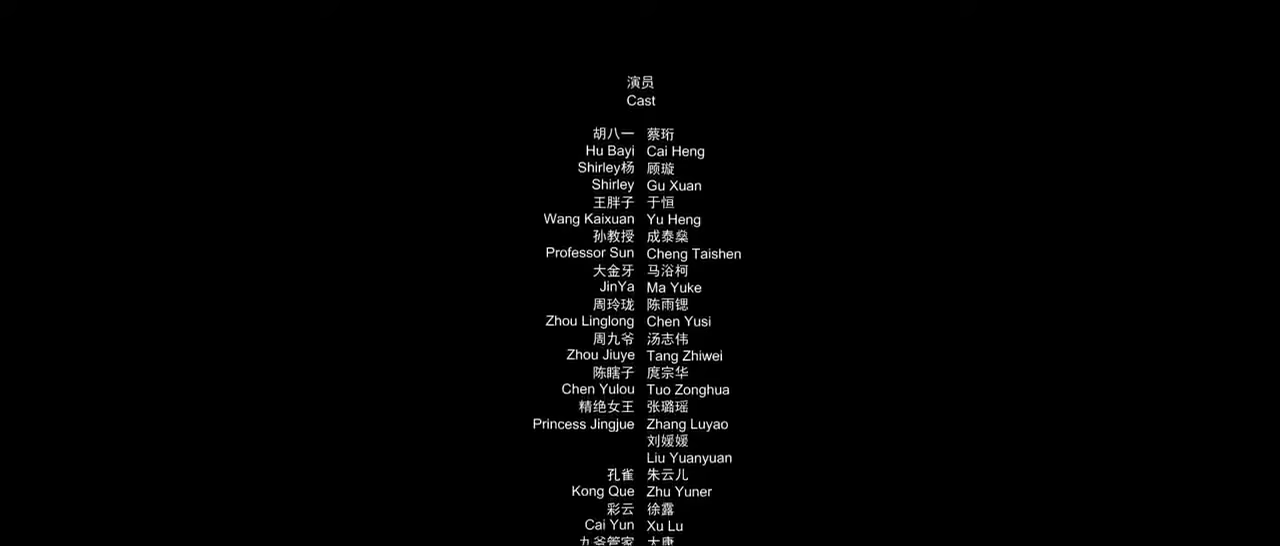 演员
Cast
胡八一 蔡珩
Hu Bayi Cai Heng
Shirley杨 顾璇
Shirley Gu Xuan
王胖子 于恒
Wang Kaixuan Yu Heng
孙教授 成泰燊
Professor Sun Cheng Taishen
大金牙 马浴柯
JinYa Ma Yuke
周玲珑 陈雨锶
Zhou Linglong Chen Yusi
周九爷 汤志伟
Zhou Jiuye Tang Zhiwei
陈瞎子 庹宗华
Chen Yulou Tuo Zonghua
精绝女王 张璐瑶
Princess Jingjue Zhang Luyao
刘媛媛
Liu Yuanyuan
孔雀 朱云儿
Kong Que Zhu Yuner
彩云 徐露
Cai Yun Xu Lu
九爷管家 大康